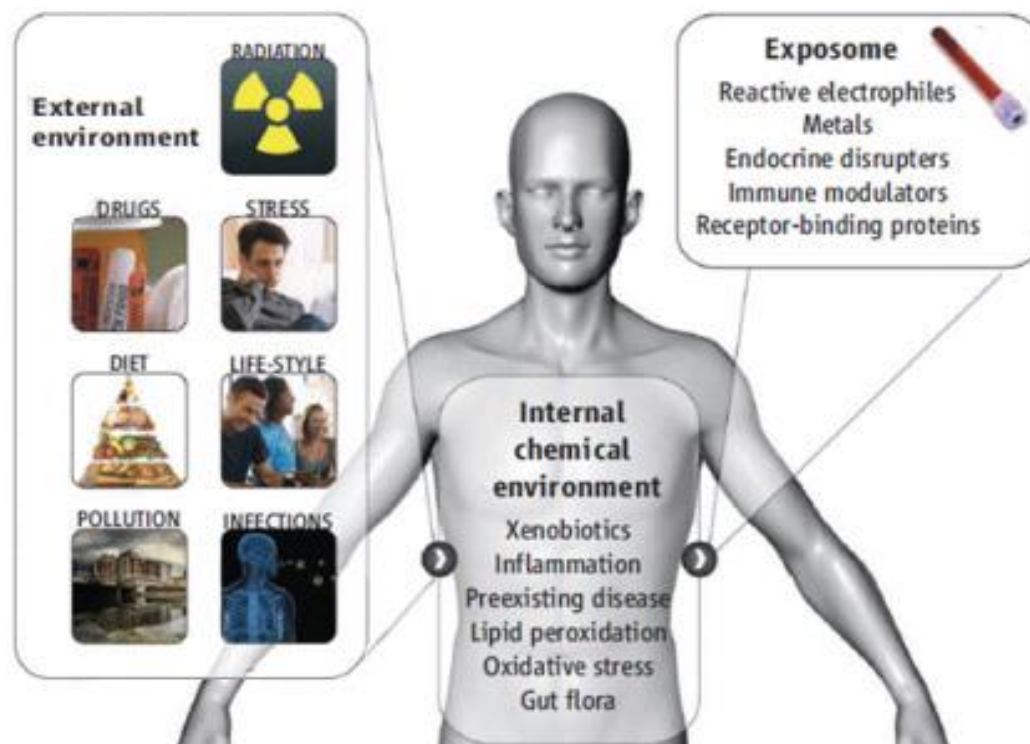 External
environment
RADIATION
DRUGS
STRESS
DIET
LIFE-STYLE
POLLUTION
INFECTIONS
Internal
chemical
environment
Xenobiotics
Inflammation
Preexisting disease
Lipid peroxidation
Oxidative stress
Gut flora
Exposome
Reactive electrophiles
Metals
Endocrine disrupters
Immune modulators
Receptor-binding proteins